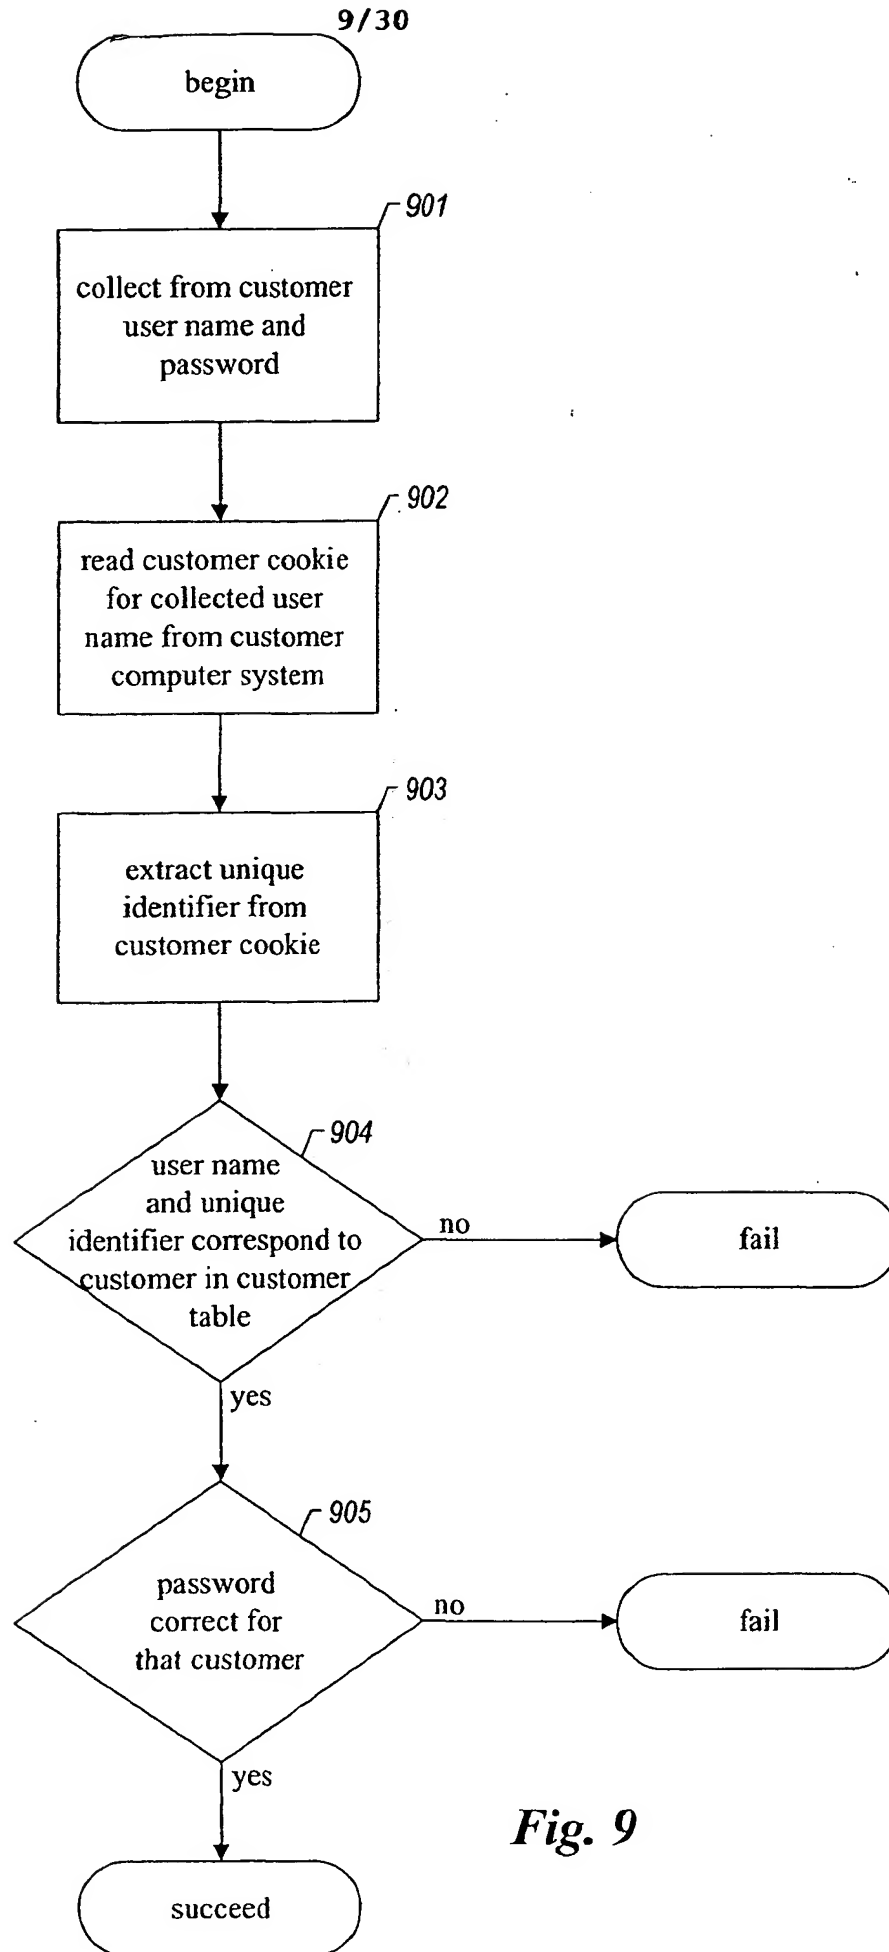 9/30
begin
901
collect from customer
user name and
password
902
read customer cookie
for collected user
name from customer
computer system
903
extract unique
identifier from
customer cookie
904
user name
and unique
identifier correspond to
customer in customer
table
no
fail
yes
905
password
correct for
that customer
no
fail
yes
Fig. 9
succeed